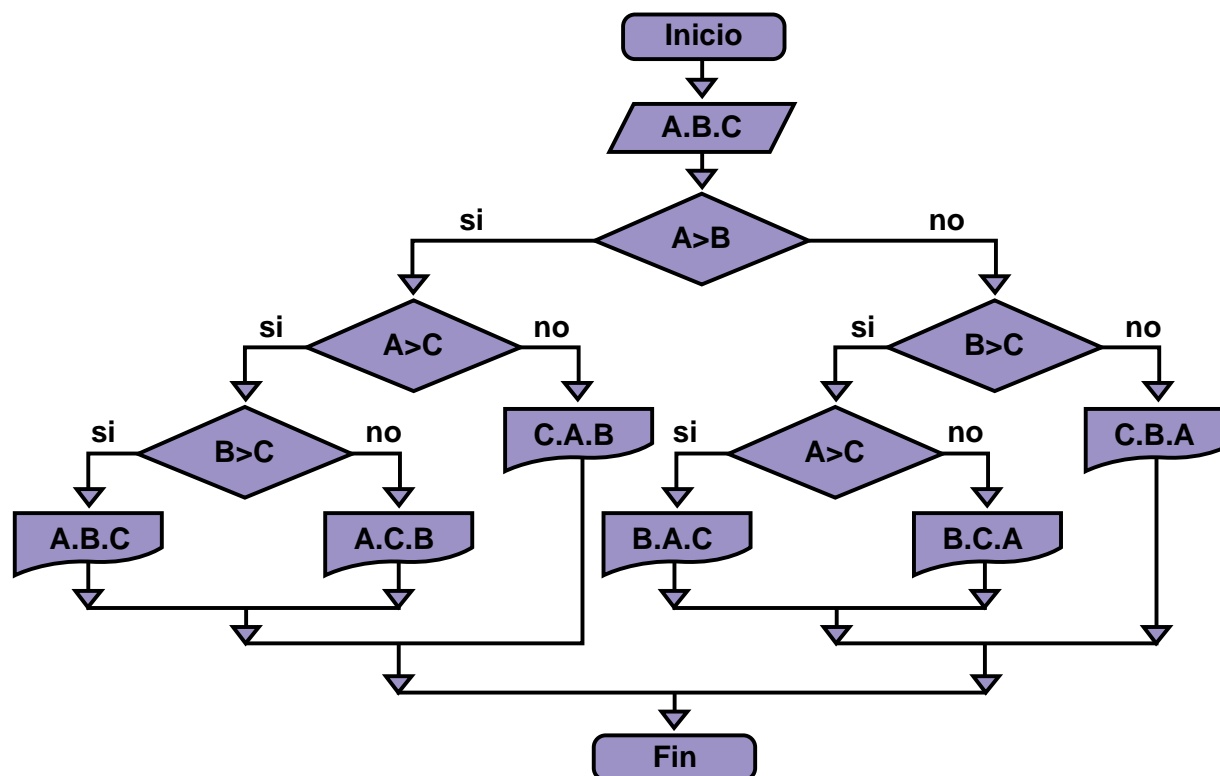 Inicio
A.B.C
A>B
si
no
A>C
si
no
B>C
si
no
B>C
si
no
C.A.B
A>C
si
no
C.B.A
A.B.C
A.C.B
B.A.C
B.C.A
Fin